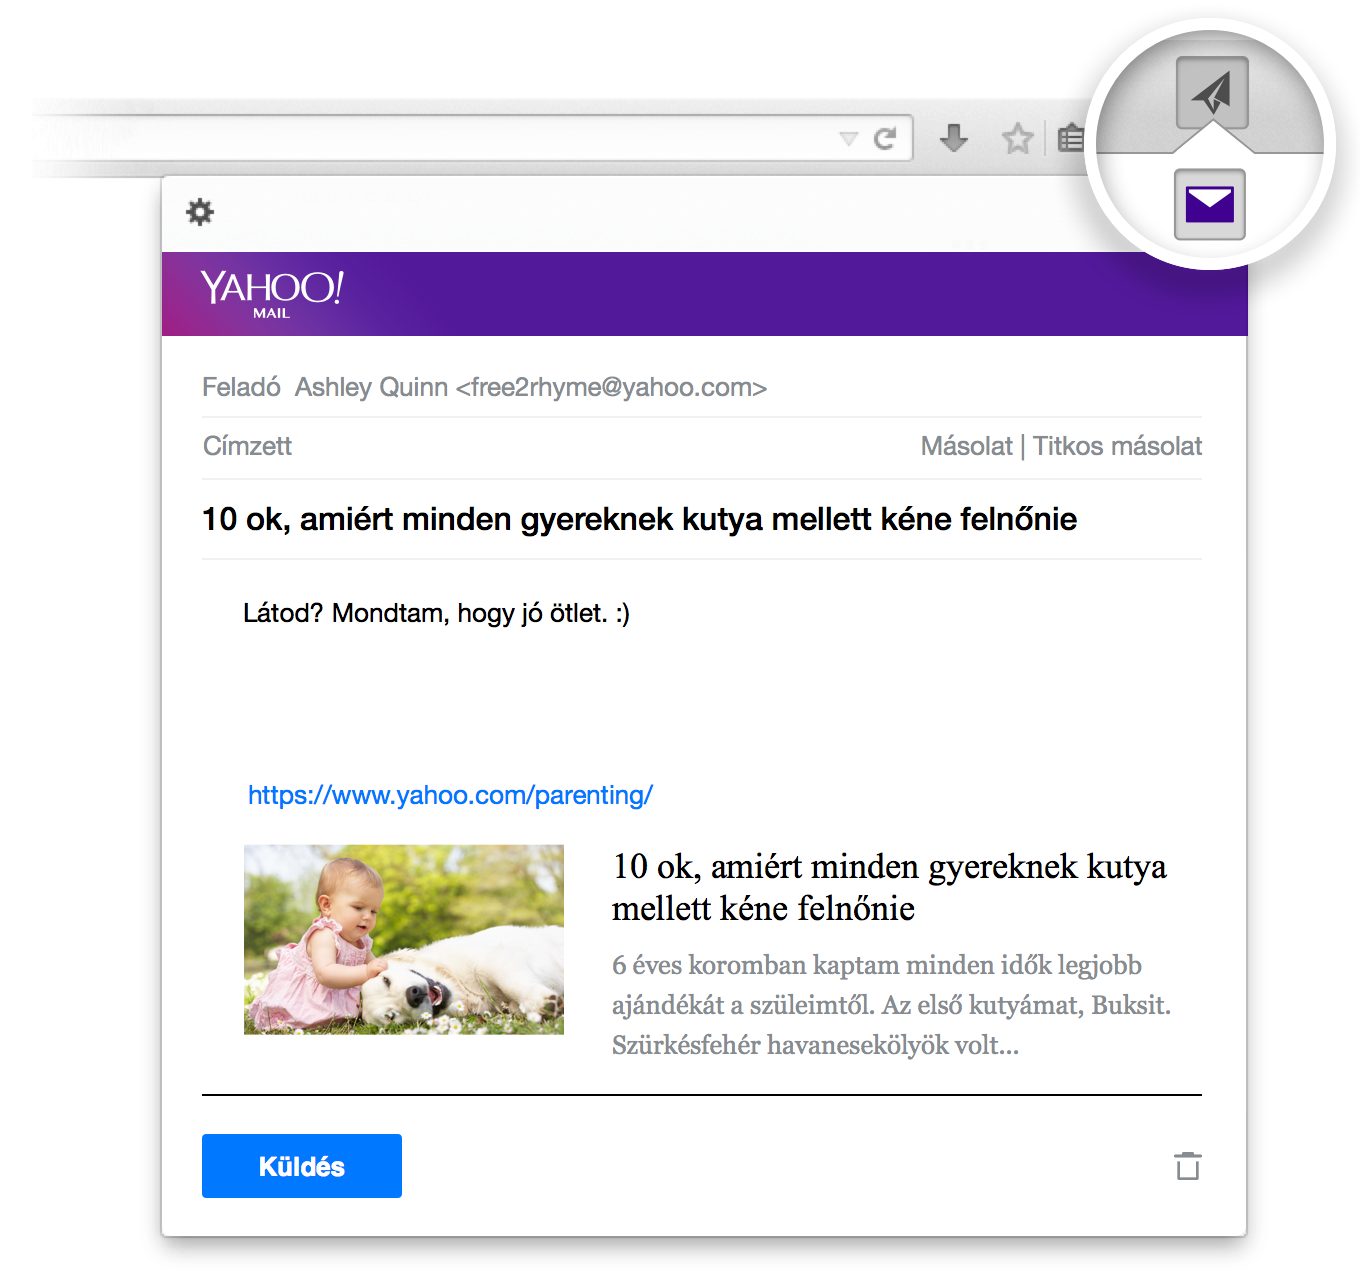 YAHOO!
MAIL
Feladó Ashley Quinn <free2rhyme@yahoo.com>
Címzett Másolat | Titkos másolat
10 ok, amiért minden gyereknek kutya mellett kéne felnőnie
Látod? Mondtam, hogy jó ötlet. :)
https://www.yahoo.com/parenting/
10 ok, amiért minden gyereknek kutya
mellett kéne felnőnie
6 éves koromban kaptam minden idők legjobb
ajándékát a szüleimtől. Az első kutyámat, Buksit.
Szürkésfehér havanesekölyök volt...
Küldés